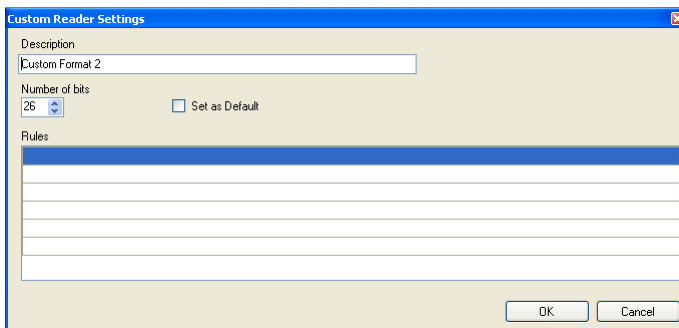 Custom Reader Settings
Description
Custom Format 2
Number of bits
26
Set as Default
Rules
OK
Cancel